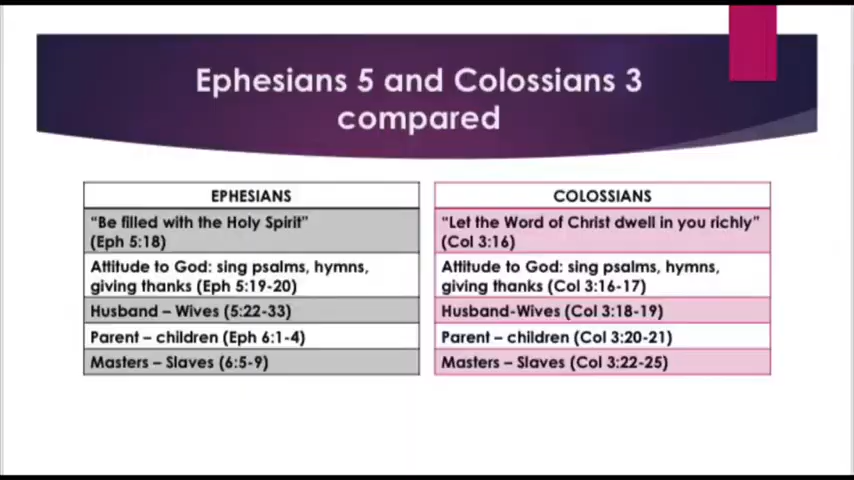 Ephesians 5 and Colossians 3
compared
EPHESIANS
“Be filled with the Holy Spirit”
(Eph 5:18)
Attitude to God: sing psalms, hymns,
giving thanks (Eph 5:19-20)
Husband – Wives (5:22-33)
Parent – children (Eph 6:1-4)
Masters – Slaves (6:5-9)
COLOSSIANS
“Let the Word of Christ dwell in you richly”
(Col 3:16)
Attitude to God: sing psalms, hymns,
giving thanks (Col 3:16-17)
Husband-Wives (Col 3:18-19)
Parent – children (Col 3:20-21)
Masters – Slaves (Col 3:22-25)